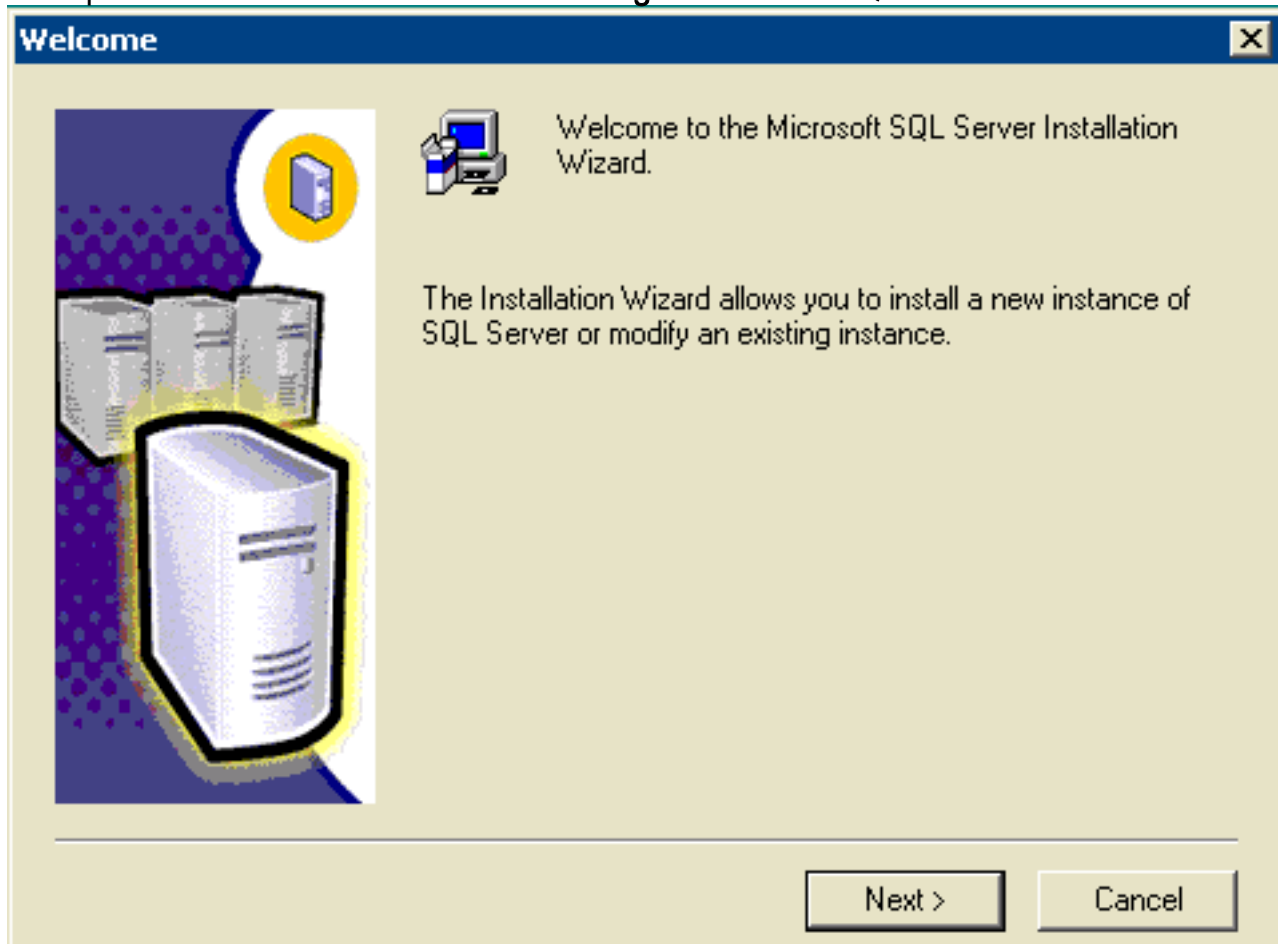 Welcome
Welcome to the Microsoft SQL Server Installation
Wizard.
The Installation Wizard allows you to install a new instance of
SQL Server or modify an existing instance.
Next >
Cancel